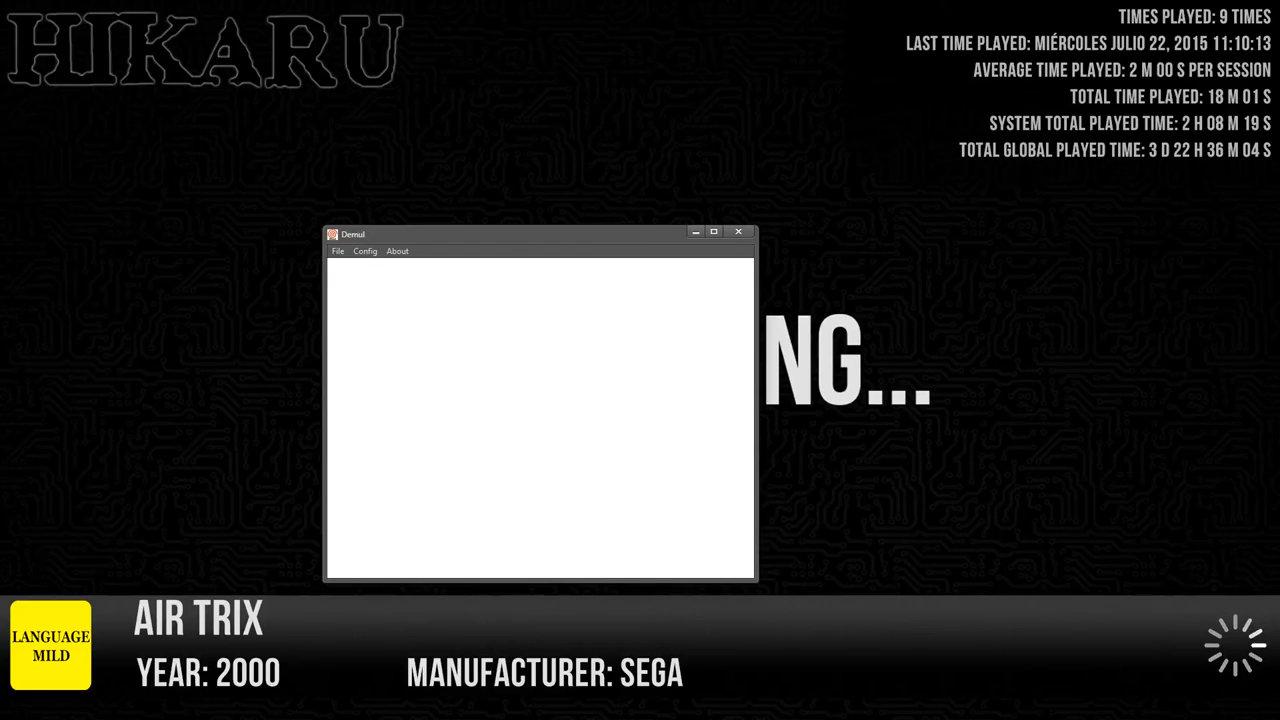 HIKARU
TIMES PLAYED: 9 TIMES
LAST TIME PLAYED: MIÉRCOLES JULIO 22, 2015 11:10:13
AVERAGE TIME PLAYED: 2 M 00 S PER SESSION
TOTAL TIME PLAYED: 18 M 01 S
SYSTEM TOTAL PLAYED TIME: 2 H 08 M 19 S
TOTAL GLOBAL PLAYED TIME: 3 D 22 H 36 M 04 S
Demul
File Config About
NG...
LANGUAGE
MILD
AIR TRIX
YEAR: 2000 MANUFACTURER: SEGA